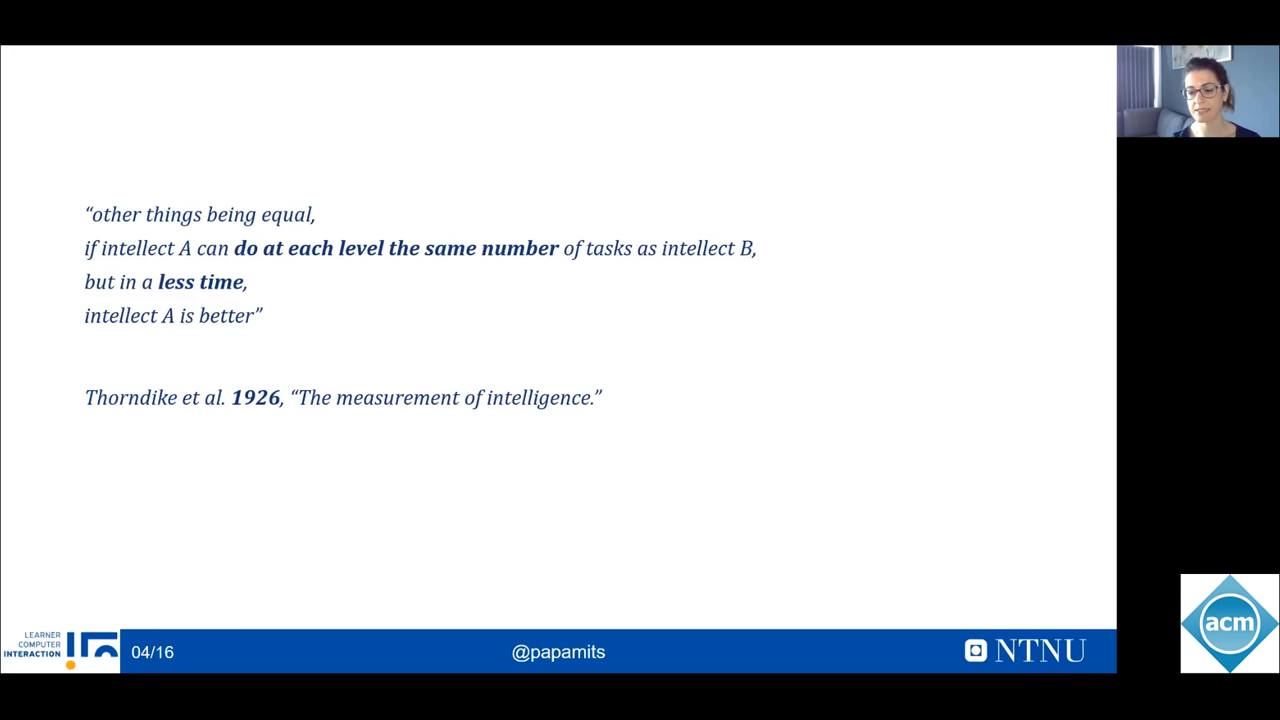 “other things being equal,
if intellect A can do at each level the same number of tasks as intellect B,
but in a less time,
intellect A is better”
Thorndike et al. 1926, “The measurement of intelligence.”
LEARNER
COMPUTER
INTERACTION
04/16
@papamits
NTNU
acm